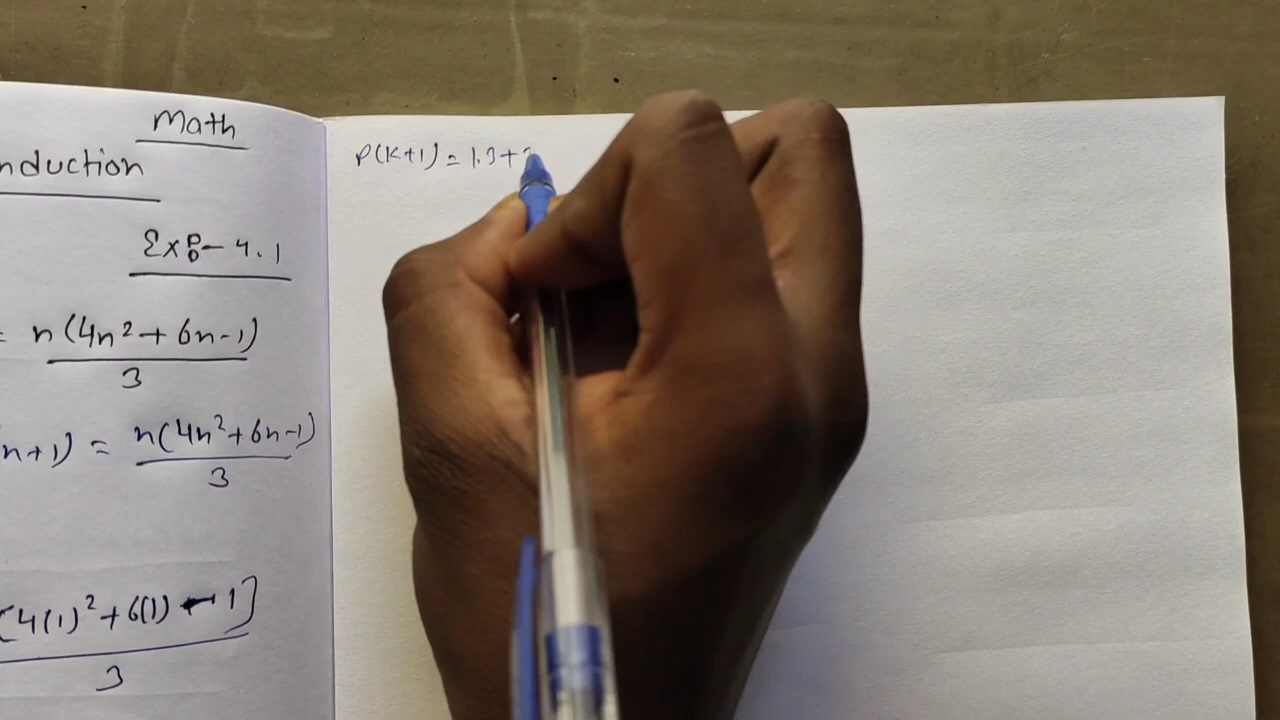 Math
nduction
Exp:- 4.1
= n(4n²+6n-1)
3
n+1) = n(4n²+6n-1)
3
[4(1)²+6(1)-1]
3
P(K+1) = 1.3+